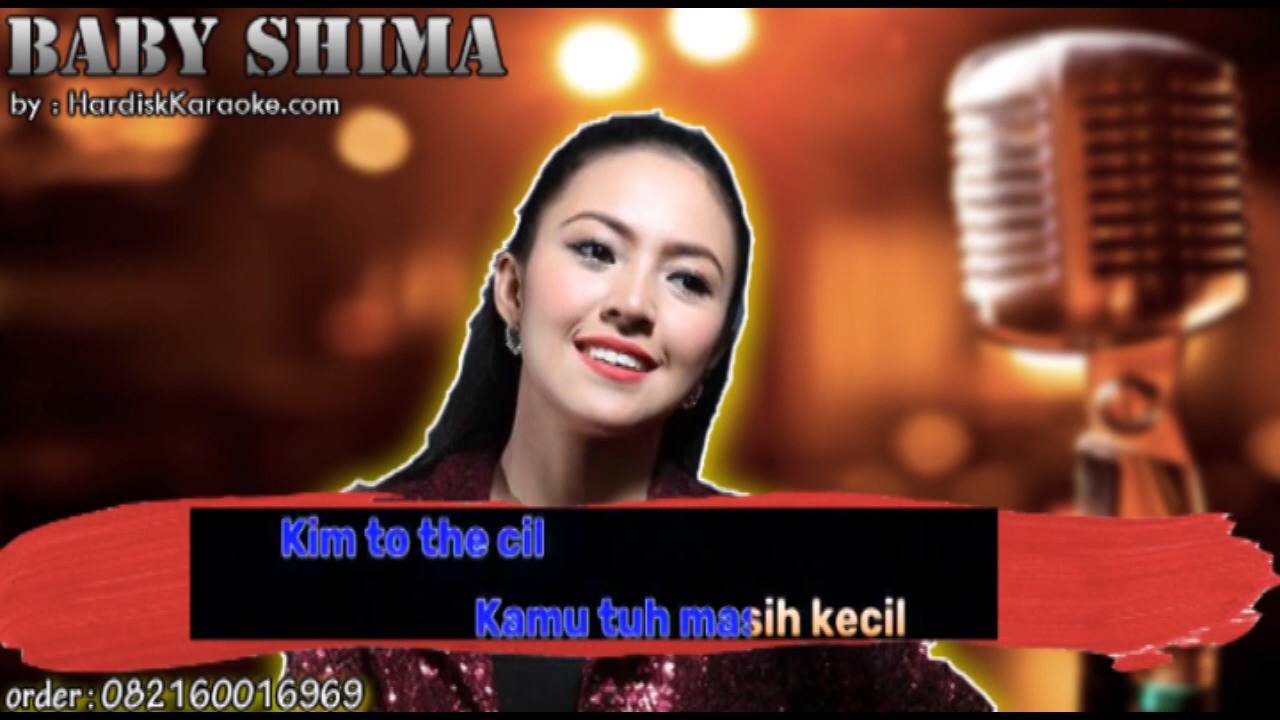 BABY SHIMA
by : HardiskKaraoke.com
Kim to the cil
Kamu tuh masih kecil
order : 082160016969